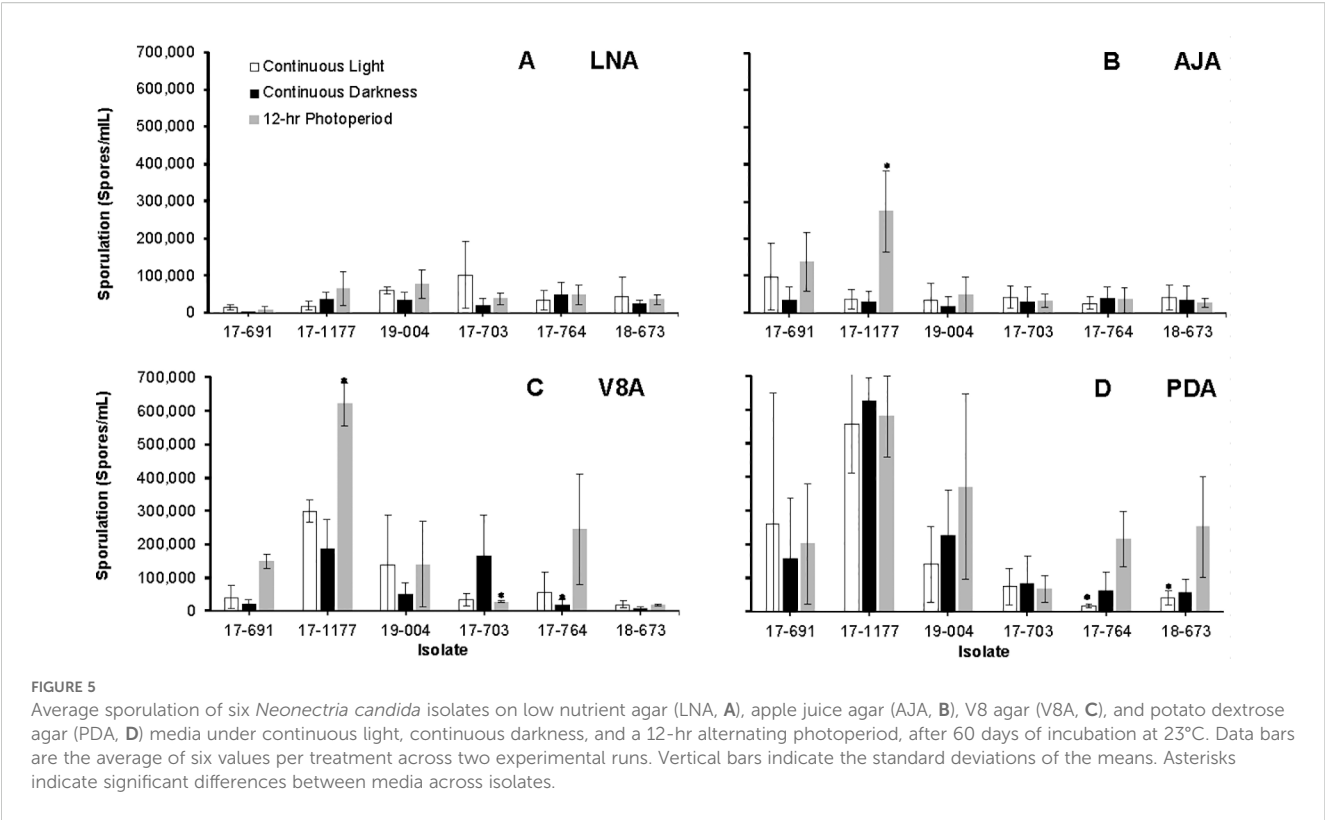 A LNA
B AJA
700,000
600,000
500,000
400,000
300,000
200,000
100,000
0
Sporulation (Spores/mlL)
Continuous Light
Continuous Darkness
12-hr Photoperiod
*
17-691 17-1177 19-004 17-703 17-764 18-673
17-691 17-1177 19-004 17-703 17-764 18-673
C V8A
D PDA
700,000
600,000
500,000
400,000
300,000
200,000
100,000
0
Sporulation (Spores/mL)
* * *
* *
17-691 17-1177 19-004 17-703 17-764 18-673
17-691 17-1177 19-004 17-703 17-764 18-673
Isolate
Isolate
FIGURE 5
Average sporulation of six Neonectria candida isolates on low nutrient agar (LNA, A), apple juice agar (AJA, B), V8 agar (V8A, C), and potato dextrose
agar (PDA, D) media under continuous light, continuous darkness, and a 12-hr alternating photoperiod, after 60 days of incubation at 23°C. Data bars
are the average of six values per treatment across two experimental runs. Vertical bars indicate the standard deviations of the means. Asterisks
indicate significant differences between media across isolates.